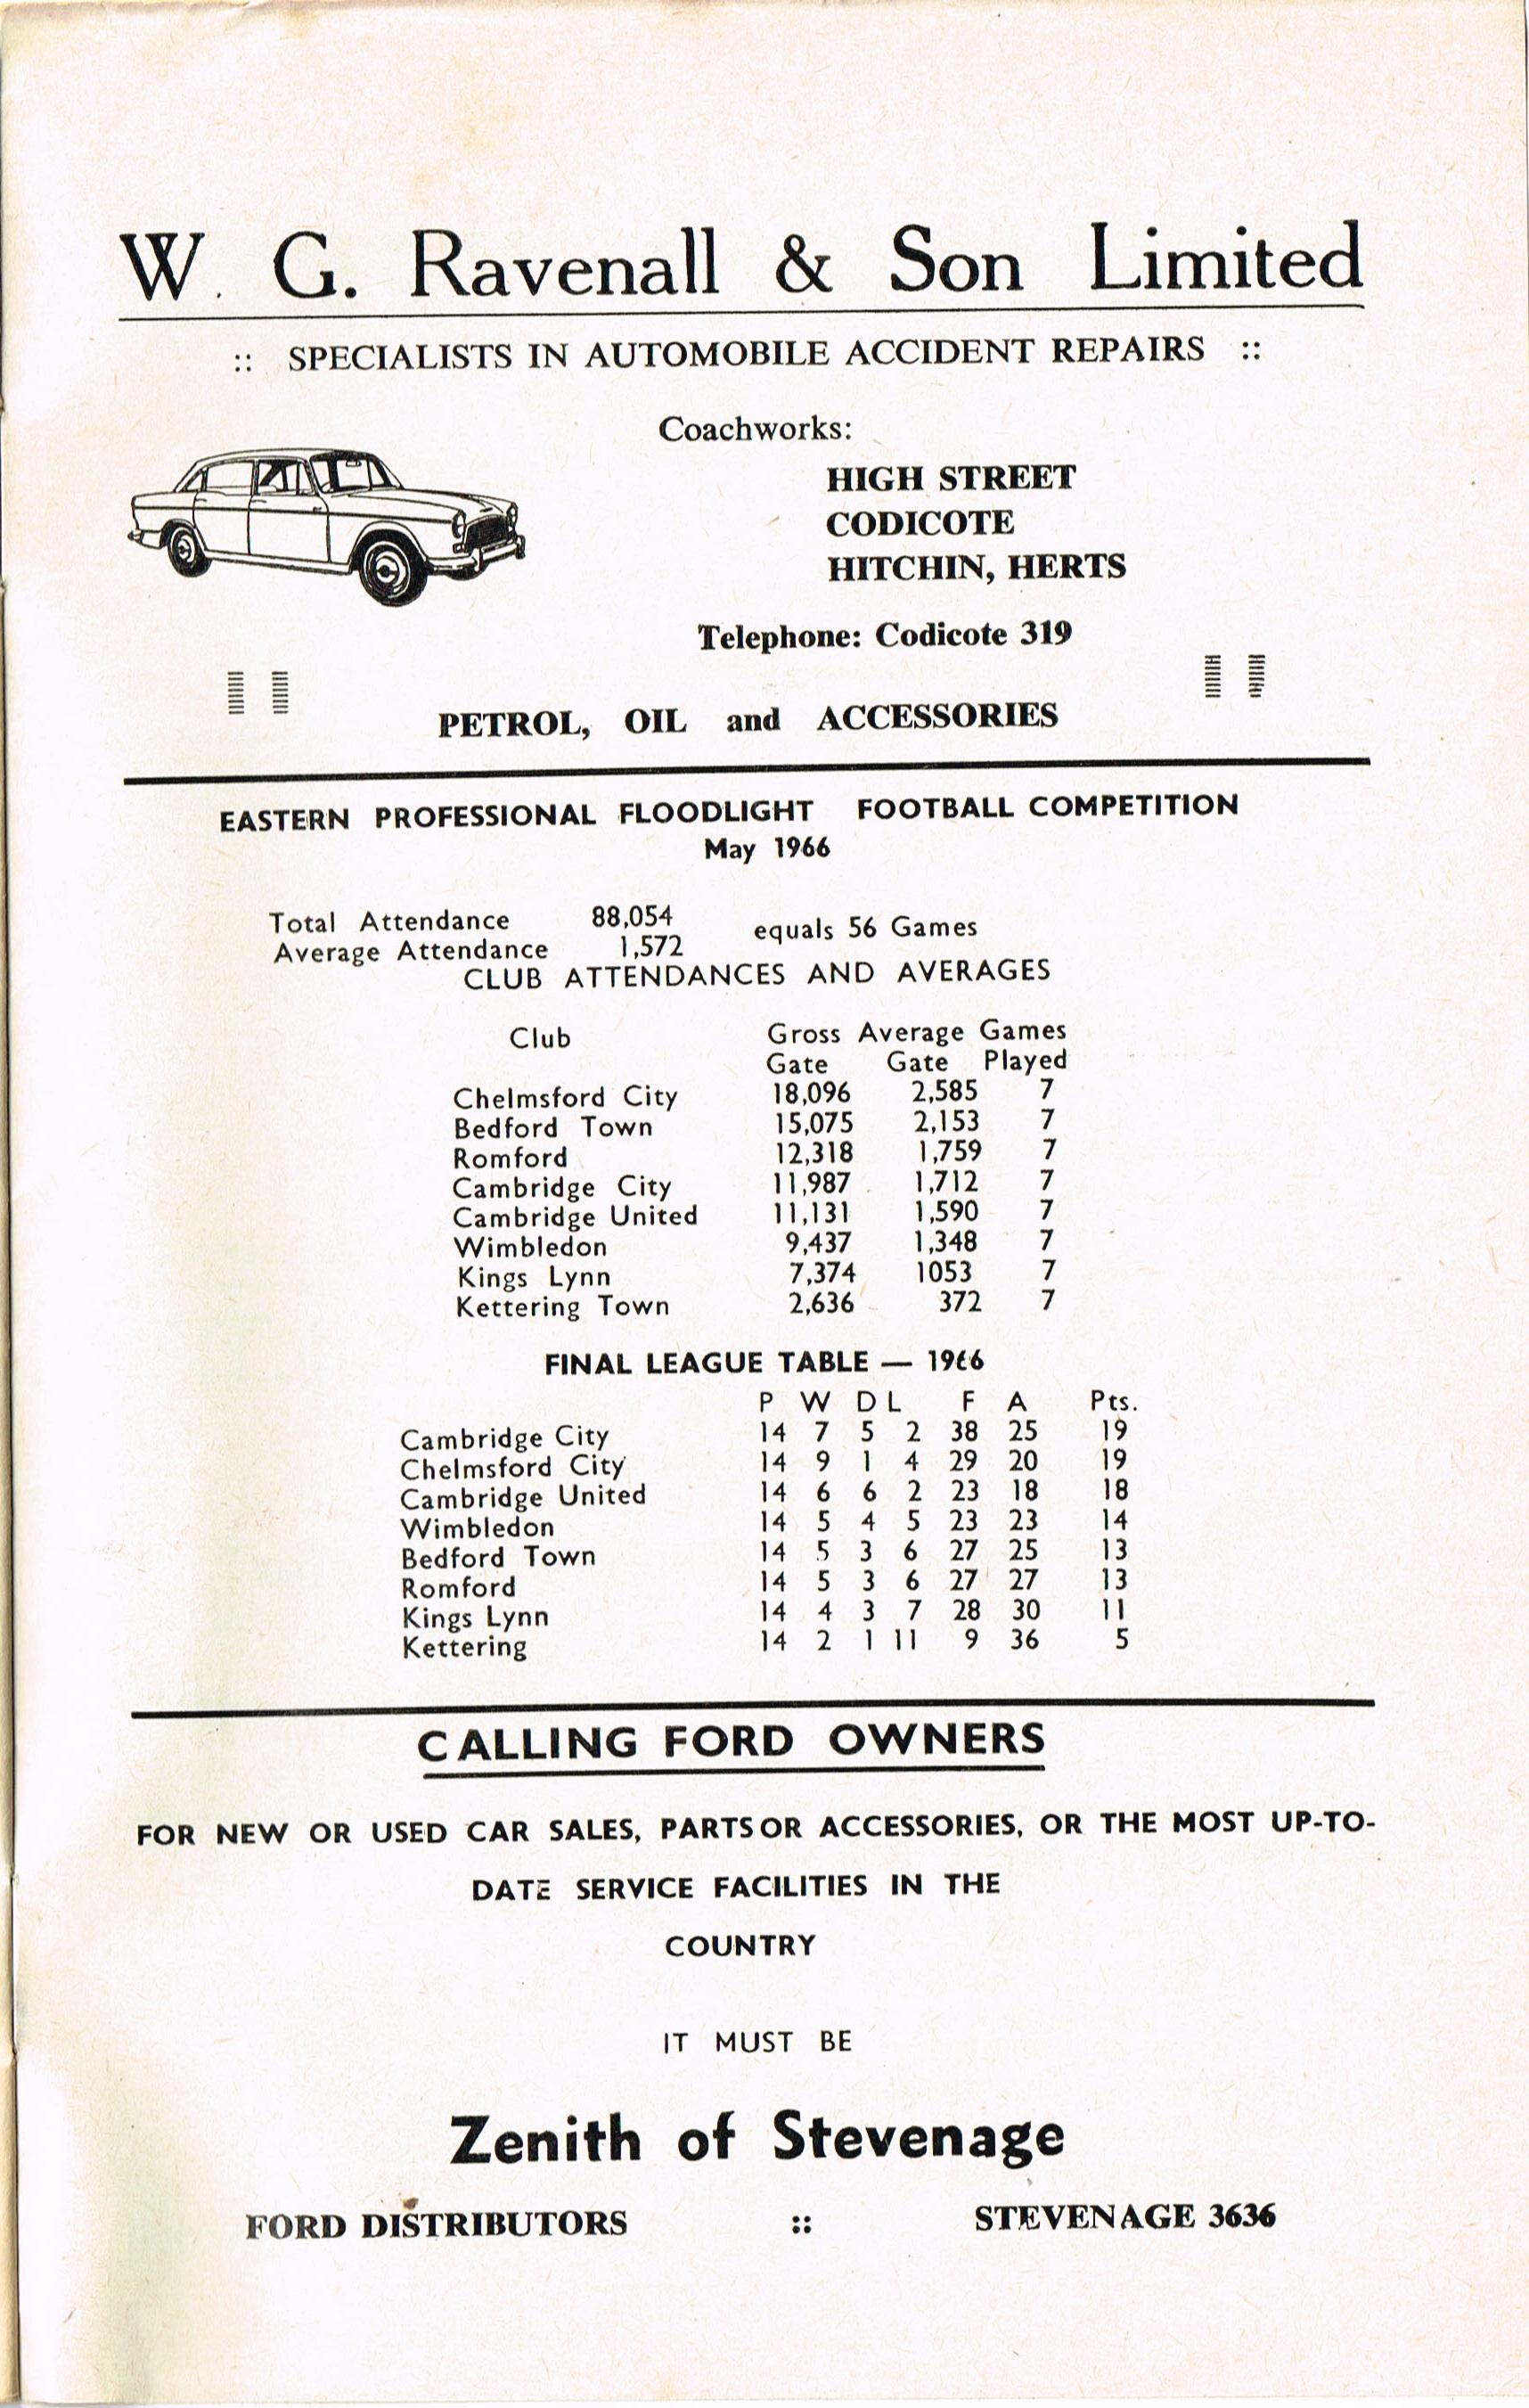 W. G. Ravenall & Son Limited
:: SPECIALISTS IN AUTOMOBILE ACCIDENT REPAIRS ::
Coachworks:
HIGH STREET
CODICOTE
HITCHIN, HERTS
Telephone: Codicote 319
PETROL, OIL and ACCESSORIES
EASTERN PROFESSIONAL FLOODLIGHT FOOTBALL COMPETITION
May 1966
Total Attendance 88,054 equals 56 Games
Average Attendance 1,572
CLUB ATTENDANCES AND AVERAGES
Club Gross Average Games
Gate Gate Played
Chelmsford City 18,096 2,585 7
Bedford Town 15,075 2,153 7
Romford 12,318 1,759 7
Cambridge City 11,987 1,712 7
Cambridge United 11,131 1,590 7
Wimbledon 9,437 1,348 7
Kings Lynn 7,374 1053 7
Kettering Town 2,636 372 7
FINAL LEAGUE TABLE — 1966
P W D L F A Pts.
Cambridge City 14 7 5 2 38 25 19
Chelmsford City 14 9 1 4 29 20 19
Cambridge United 14 6 6 2 23 18 18
Wimbledon 14 5 4 5 23 23 14
Bedford Town 14 5 3 6 27 25 13
Romford 14 5 3 6 27 27 13
Kings Lynn 14 4 3 7 28 30 11
Kettering 14 2 1 11 9 36 5
CALLING FORD OWNERS
FOR NEW OR USED CAR SALES, PARTS OR ACCESSORIES, OR THE MOST UP-TO-
DATE SERVICE FACILITIES IN THE
COUNTRY
IT MUST BE
Zenith of Stevenage
FORD DISTRIBUTORS :: STEVENAGE 3636